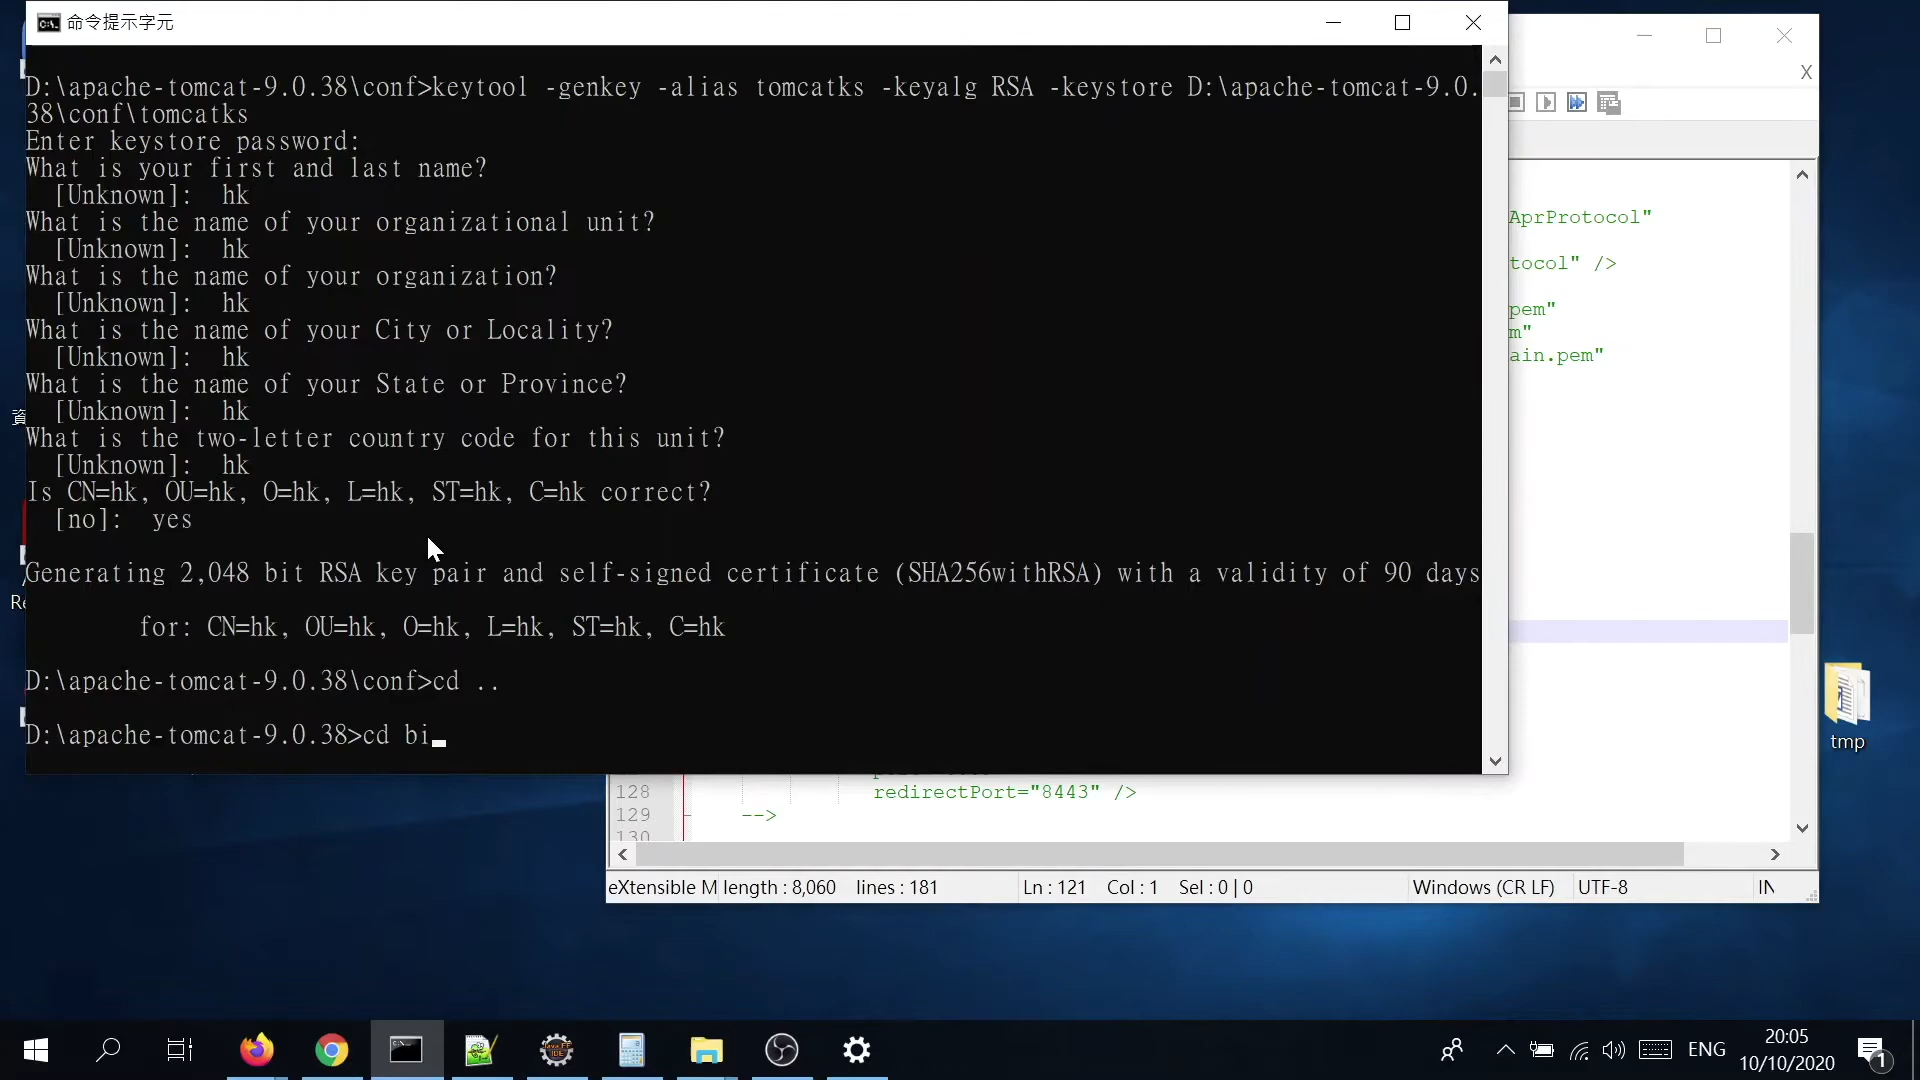 命令提示字元
D:\apache-tomcat-9.0.38\conf>keytool -genkey -alias tomcatks -keyalg RSA -keystore D:\apache-tomcat-9.0.
38\conf\tomcatks
Enter keystore password:
What is your first and last name?
[Unknown]:  hk
What is the name of your organizational unit?
[Unknown]:  hk
What is the name of your organization?
[Unknown]:  hk
What is the name of your City or Locality?
[Unknown]:  hk
What is the name of your State or Province?
[Unknown]:  hk
What is the two-letter country code for this unit?
[Unknown]:  hk
Is CN=hk, OU=hk, O=hk, L=hk, ST=hk, C=hk correct?
[no]:  yes
Generating 2,048 bit RSA key pair and self-signed certificate (SHA256withRSA) with a validity of 90 days
for: CN=hk, OU=hk, O=hk, L=hk, ST=hk, C=hk
D:\apache-tomcat-9.0.38\conf>cd ..
D:\apache-tomcat-9.0.38>cd bi
X
AprProtocol"
tocol" />
pem"
m"
ain.pem"
128 redirectPort="8443" />
129 -->
130
eXtensible M length : 8,060 lines : 181 Ln : 121 Col : 1 Sel : 0 | 0 Windows (CR LF) UTF-8 IN
資
Re
tmp
ENG
20:05
10/10/2020
1